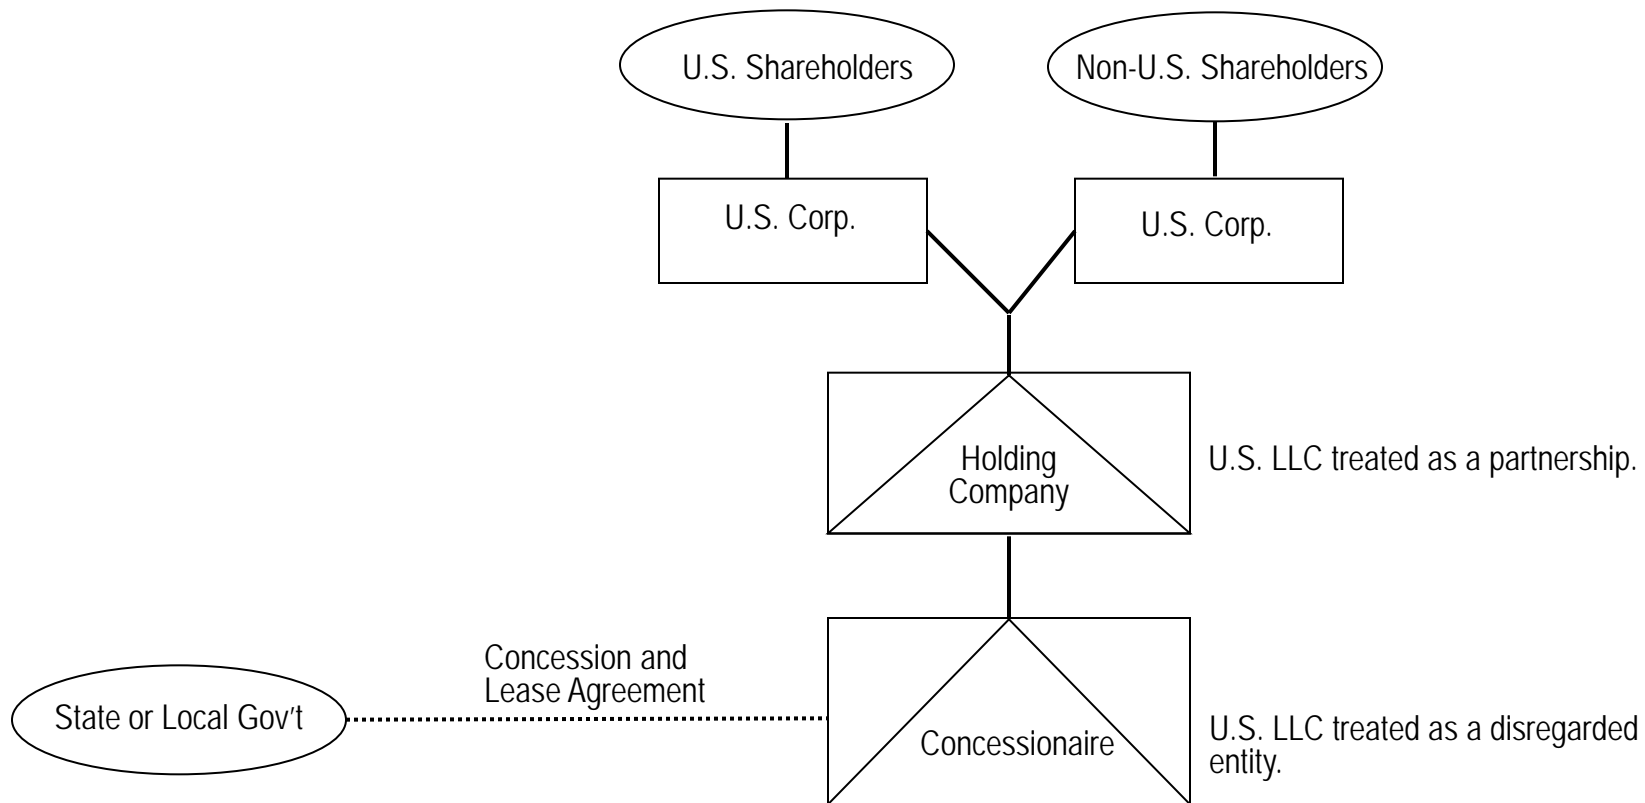 U.S. Shareholders
Non-U.S. Shareholders
U.S. Corp.
U.S. Corp.
Holding
Company
U.S. LLC treated as a partnership.
Concession and
Lease Agreement
State or Local Gov't
Concessionaire
U.S. LLC treated as a disregarded
entity.